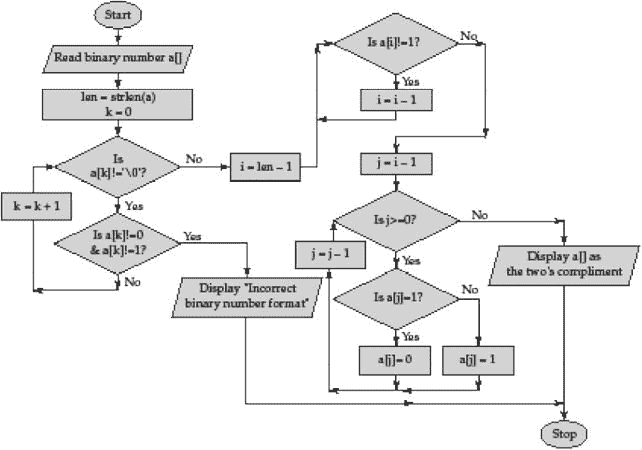 Start
Read binary number a[]
len = strlen(a)
k = 0
Is
a[k]!='\0'?
No
Yes
k = k + 1
Is a[k]!=0
& a[k]!=1?
Yes
No
Display "Incorrect
binary number format"
i = len – 1
Is a[i]!=1?
No
Yes
i = i – 1
j = i – 1
Is j>=0?
No
Yes
j = j – 1
Is a[j]=1?
No
Yes
a[j]= 0
a[j] = 1
Display a[] as
the two's compliment
Stop